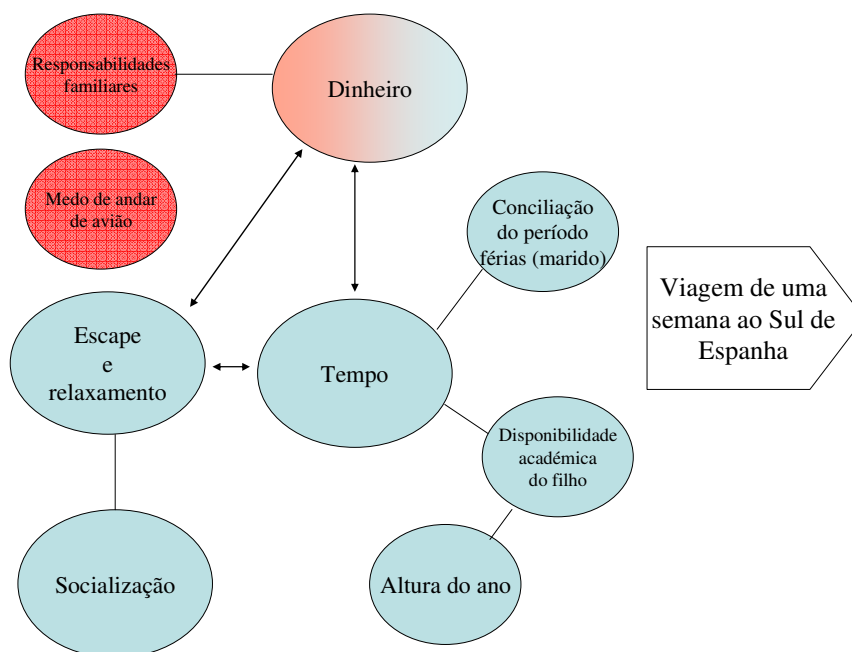 Responsabilidades
familiares
Dinheiro
Medo de andar
de avião
Conciliação
do período
férias (marido)
Viagem de uma
semana ao Sul de
Espanha
Escape
e
relaxamento
Tempo
Disponibilidade
académica
do filho
Socialização
Altura do ano